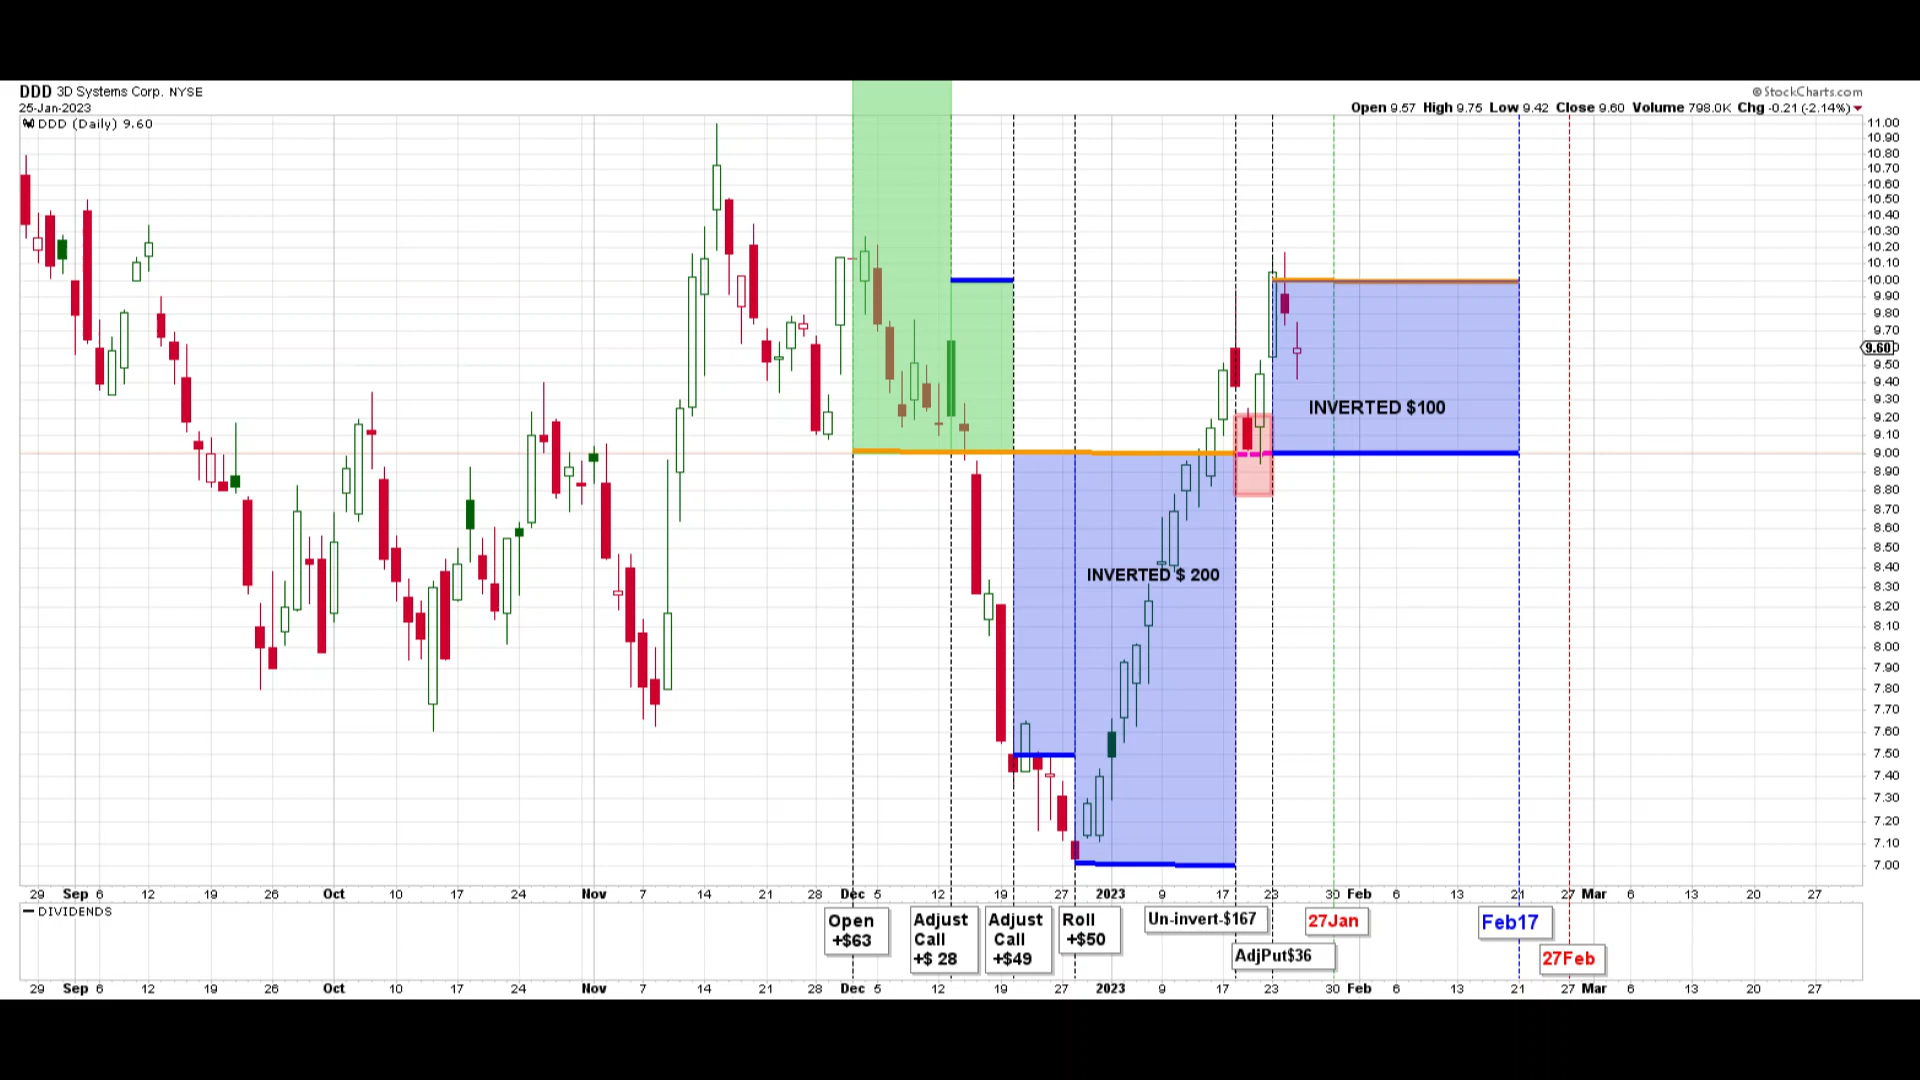 DDD 3D Systems Corp. NYSE
© StockCharts.com
25-Jan-2023
Open 9.57 High 9.75 Low 9.42 Close 9.60 Volume 798.0K Chg -0.21 (-2.14%)
DDD (Daily) 9.60
11.00
10.90
10.80
10.70
10.60
10.50
10.40
10.30
10.20
10.10
10.00
9.90
9.80
9.70
9.60
9.50
9.40
9.30
9.20
9.10
9.00
8.90
8.80
8.70
8.60
8.50
8.40
8.30
8.20
8.10
8.00
7.90
7.80
7.70
7.60
7.50
7.40
7.30
7.20
7.10
7.00
INVERTED $100
INVERTED $ 200
29 Sep 6 12 19 26 Oct 10 17 24 Nov 7 14 21 28 Dec 5 12 19 27 2023 9 17 23 30 Feb 6 13 21 27 Mar 6 13 20 27
DIVIDENDS
Open
+$63
Adjust
Call
+$ 28
Adjust
Call
+$49
Roll
+$50
Un-invert-$167
AdjPut$36
27Jan
Feb17
27Feb
29 Sep 6 12 19 26 Oct 10 17 24 Nov 7 14 21 28 Dec 5 12 19 27 2023 9 17 23 30 Feb 6 13 21 27 Mar 6 13 20 27